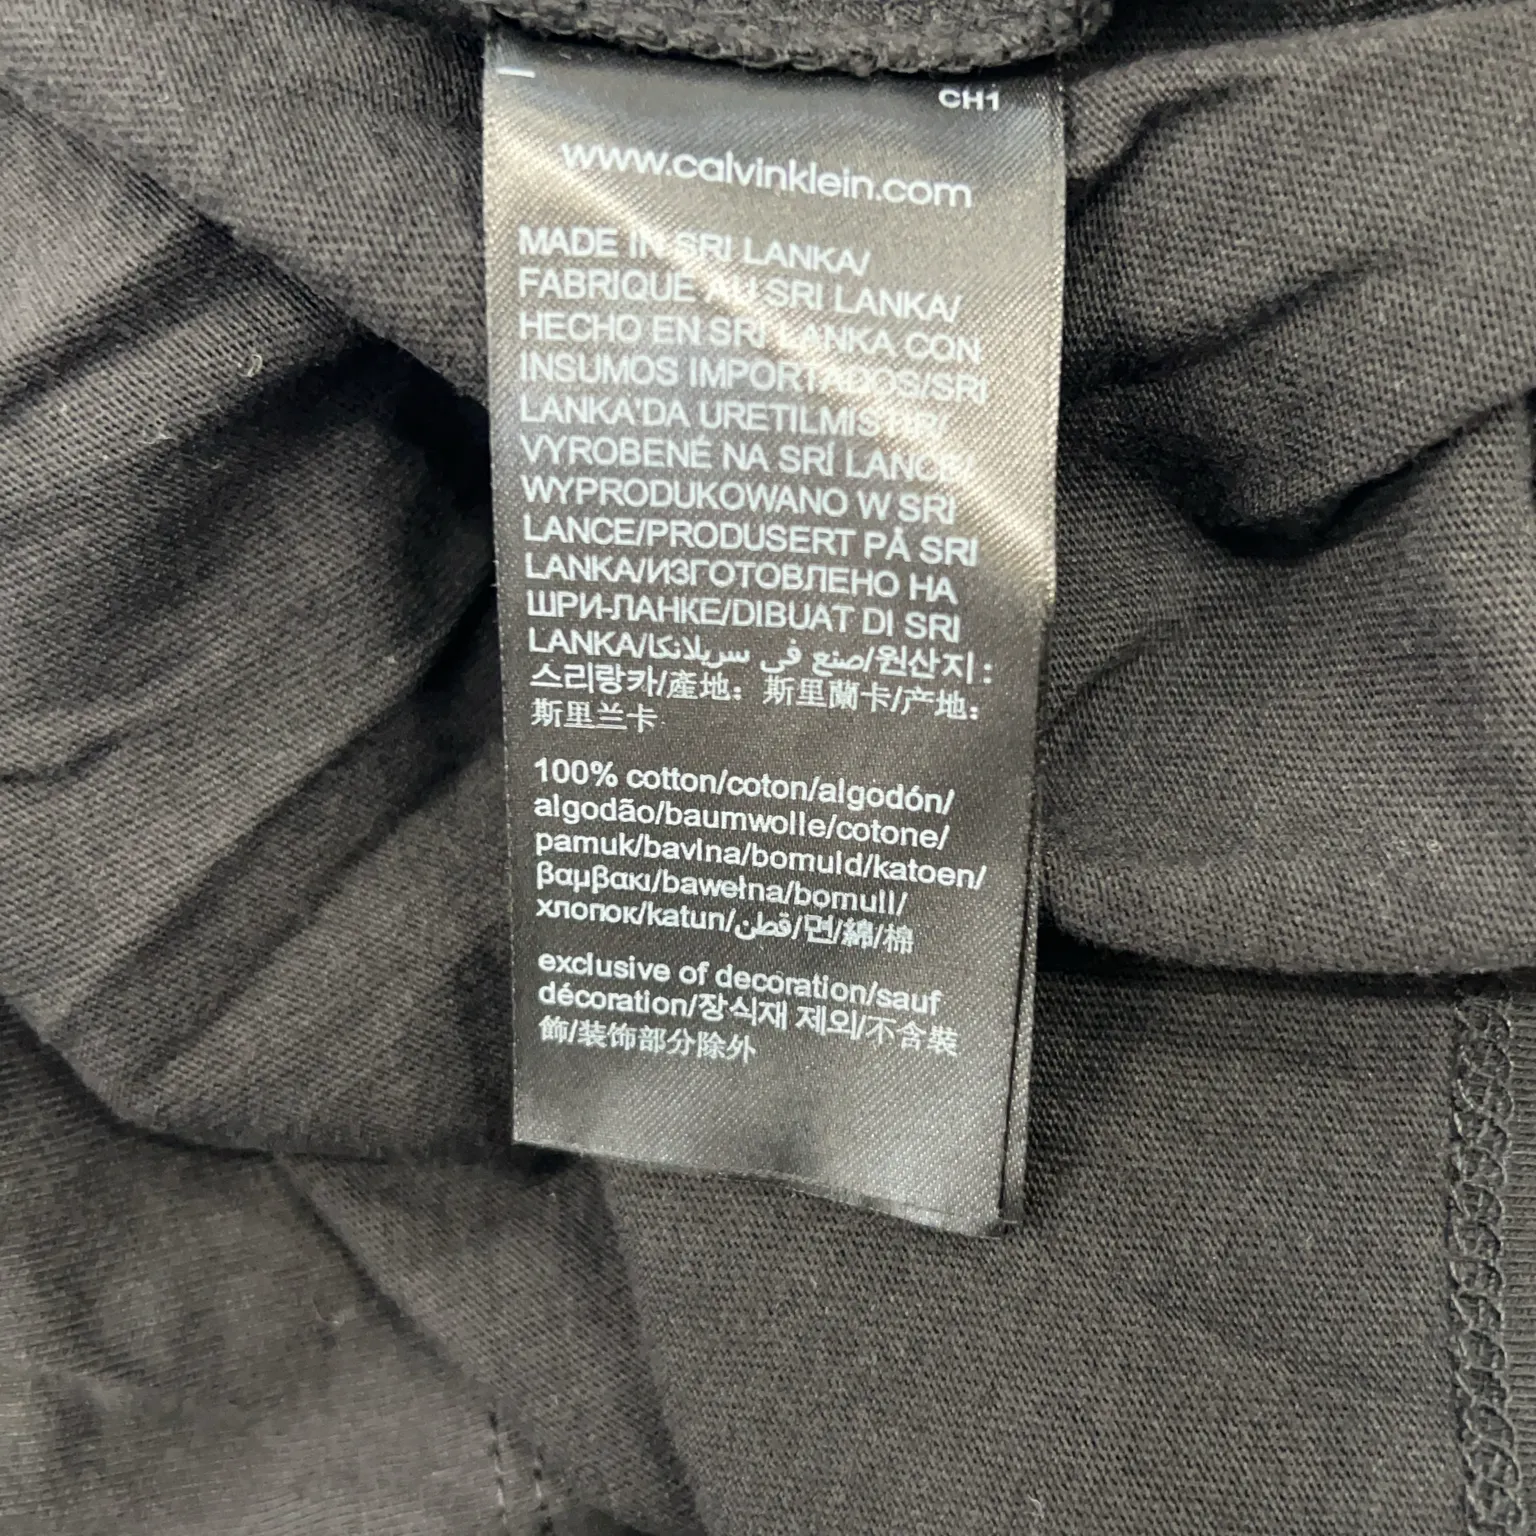 CH1
www.calvinklein.com
MADE IN SRI LANKA/
FABRIQUÉ AU SRI LANKA/
HECHO EN SRI LANKA CON
INSUMOS IMPORTADOS/SRI
LANKA'DA URETILMISTIR/
VYROBENÉ NA SRÍ LANCE/
WYPRODUKOWANO W SRI
LANCE/PRODUSERT PÅ SRI
LANKA/ИЗГОТОВЛЕНО НА
ШРИ-ЛАНКЕ/DIBUAT DI SRI
LANKA/صنع في سريلانكا/원산지 :
스리랑카/產地：斯里蘭卡/产地：
斯里兰卡
100% cotton/coton/algodón/
algodão/baumwolle/cotone/
pamuk/bavlna/bomuld/katoen/
βαμβακι/bawełna/bomull/
хлопок/katun/قطن/면/綿/棉
exclusive of decoration/sauf
décoration/장식재 제외/不含裝
飾/装饰部分除外